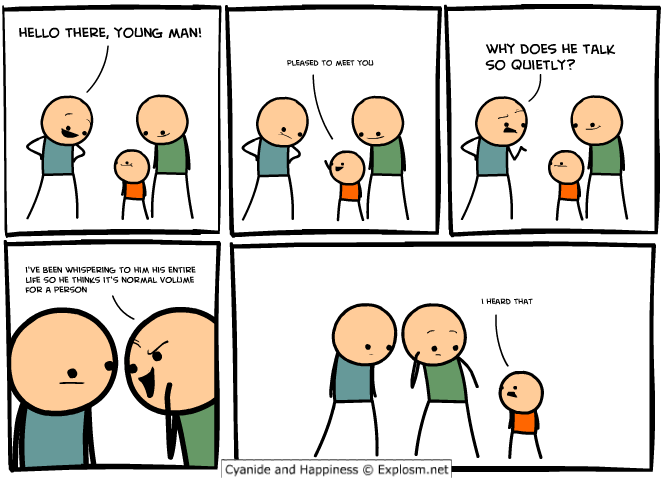 HELLO THERE, YOUNG MAN!
PLEASED TO MEET YOU
WHY DOES HE TALK
SO QUIETLY?
I'VE BEEN WHISPERING TO HIM HIS ENTIRE
LIFE SO HE THINKS IT'S NORMAL VOLUME
FOR A PERSON
I HEARD THAT
Cyanide and Happiness © Explosm.net